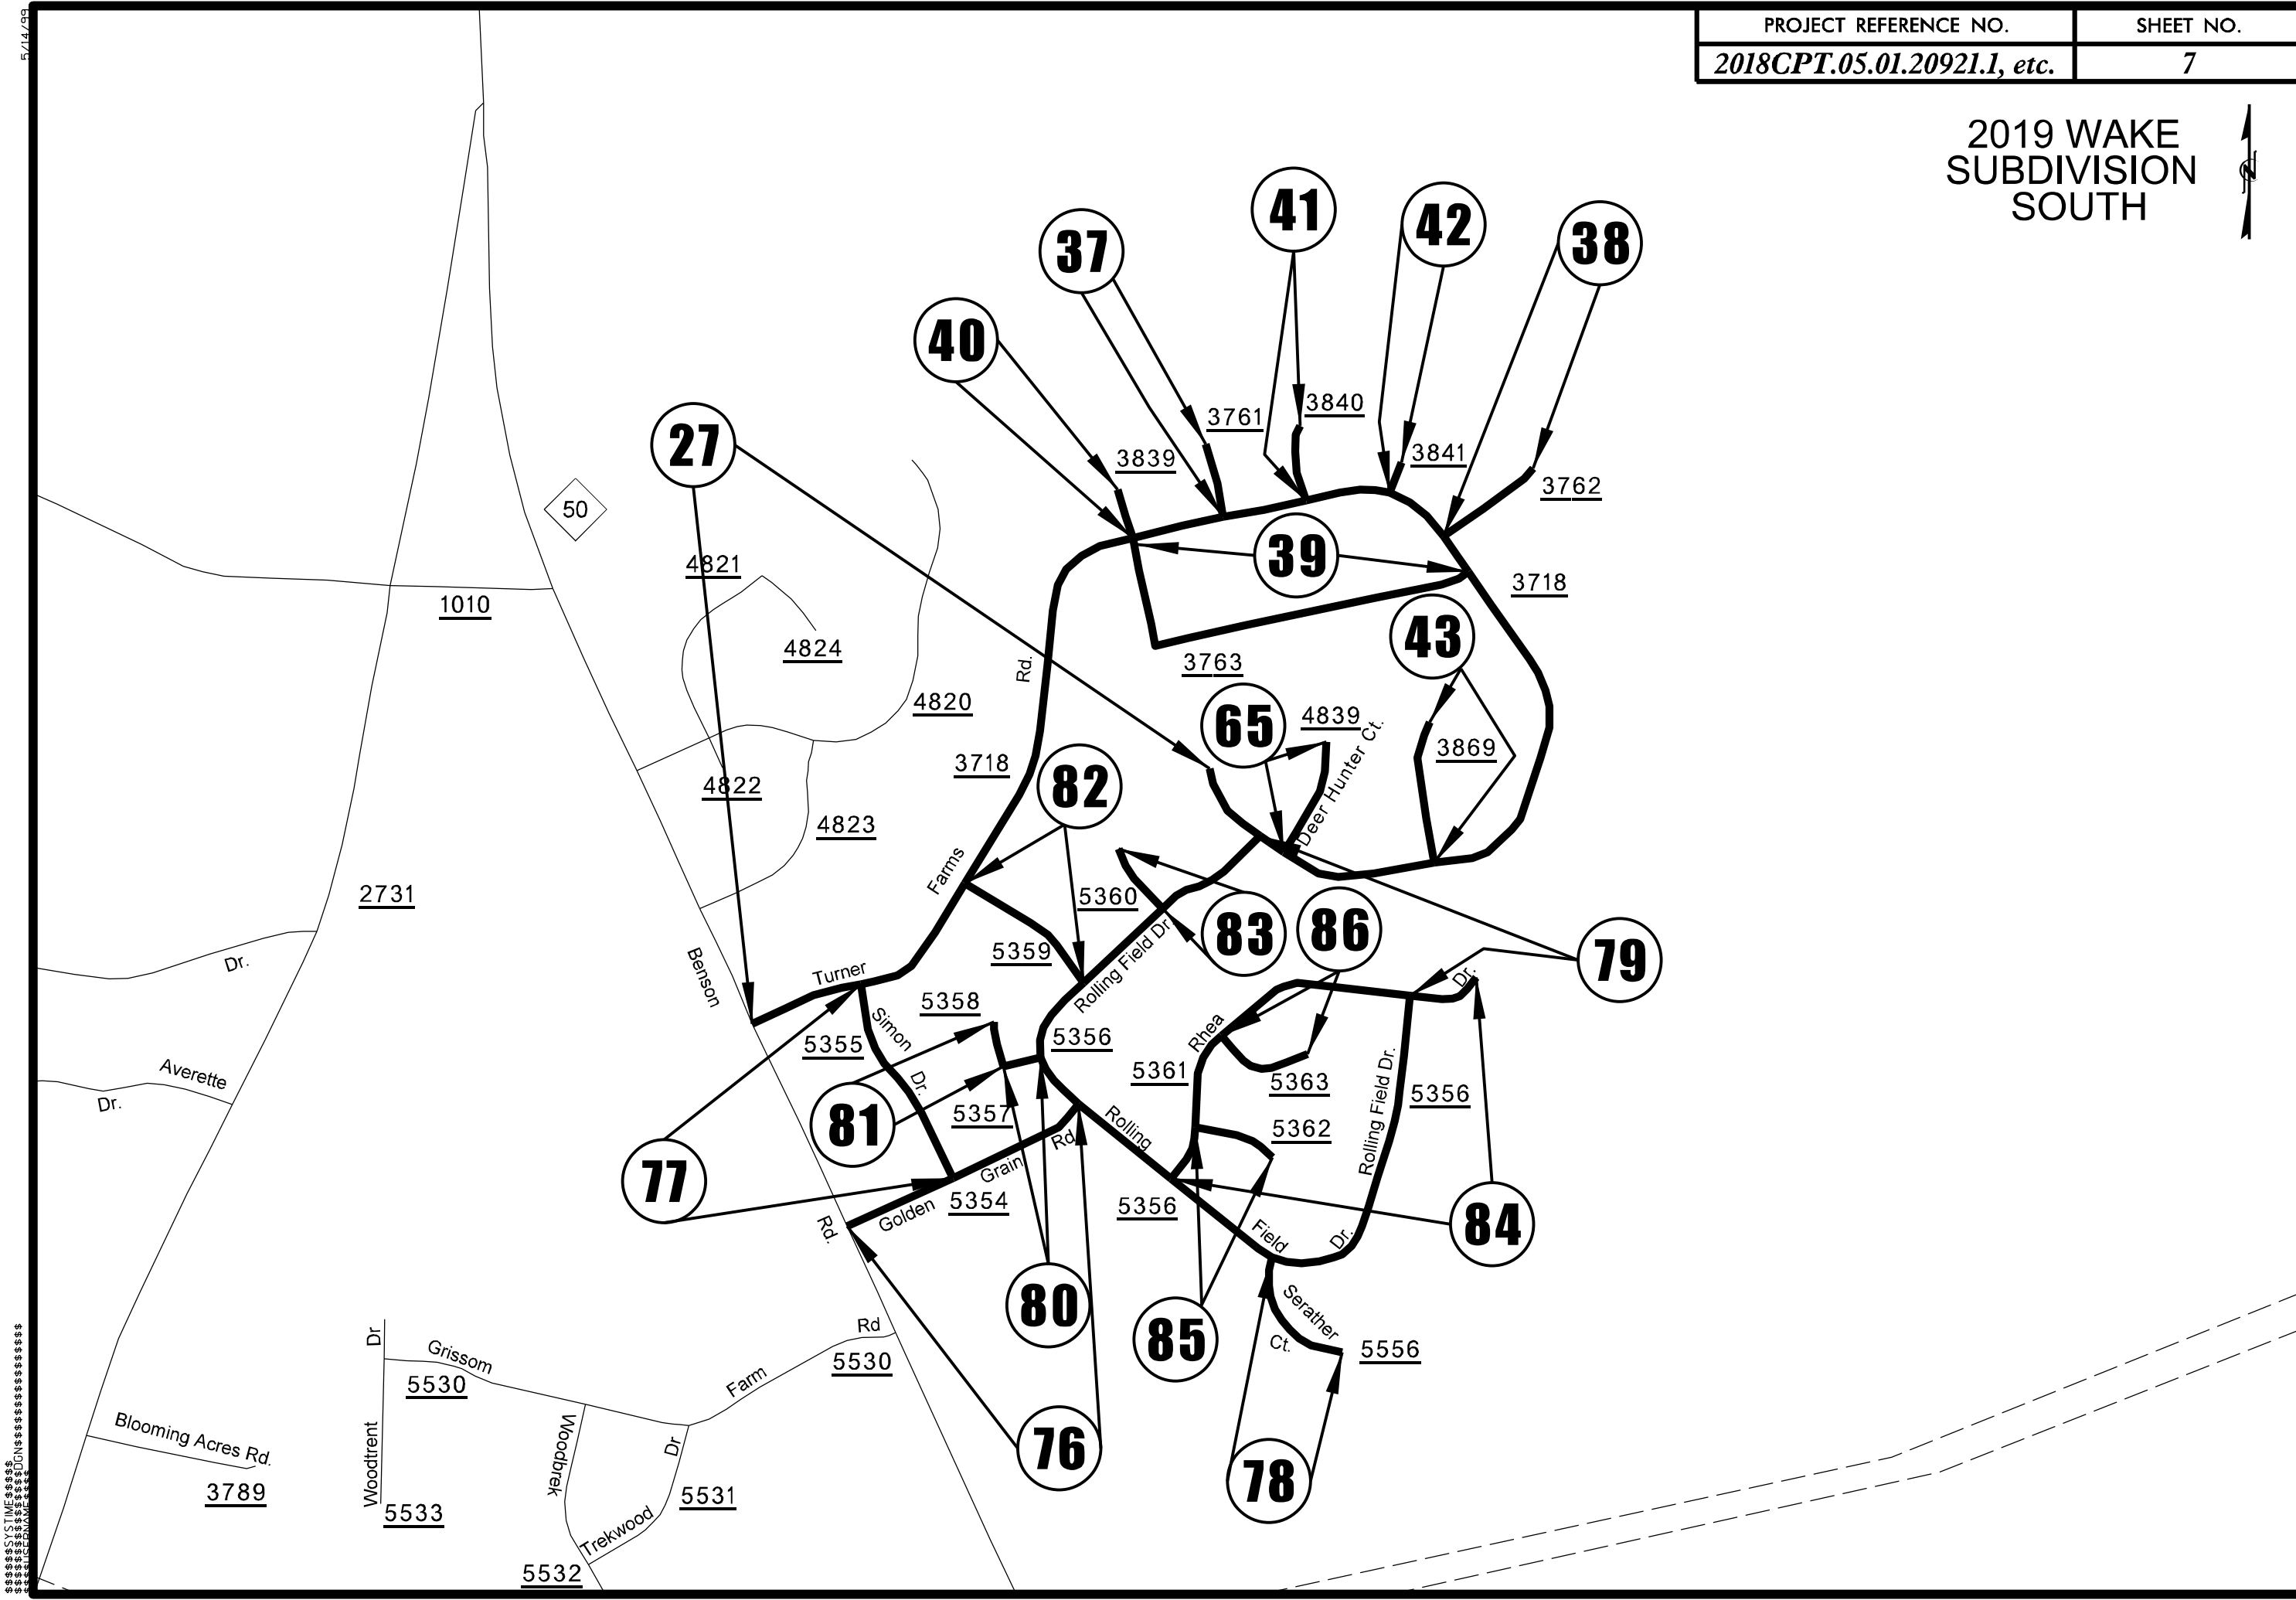 5/14/99
PROJECT REFERENCE NO.
SHEET NO.
2018CPT.05.01.20921.1, etc.
7
2019 WAKE
SUBDIVISION
SOUTH
N
41
42
38
37
40
27
3840
3761
3841
3839
3762
50
39
4821
3718
1010
43
4824
3763
Rd.
4820
65
4839
Deer Hunter Ct.
3869
3718
82
4822
4823
Farms
2731
5360
83
86
79
5359
Rolling Field Dr
Dr.
Benson
Turner
Dr.
5358
Simon
Rhea
5355
5356
5361
5363
Rolling Field Dr.
5356
Averette
Dr.
Dr.
81
5357
Rolling
5362
Rd
77
Grain
5354
Golden
5356
84
Rd.
Field
Dr.
80
85
Serather
Ct.
5556
Dr
Grissom
5530
Rd
5530
Farm
Blooming Acres Rd.
3789
Woodtrent
5533
Woodbrek
Dr
5531
Trekwood
5532
76
78
$$$$$$SYSTIME$$$$$
$$$$USERNAME$$$$